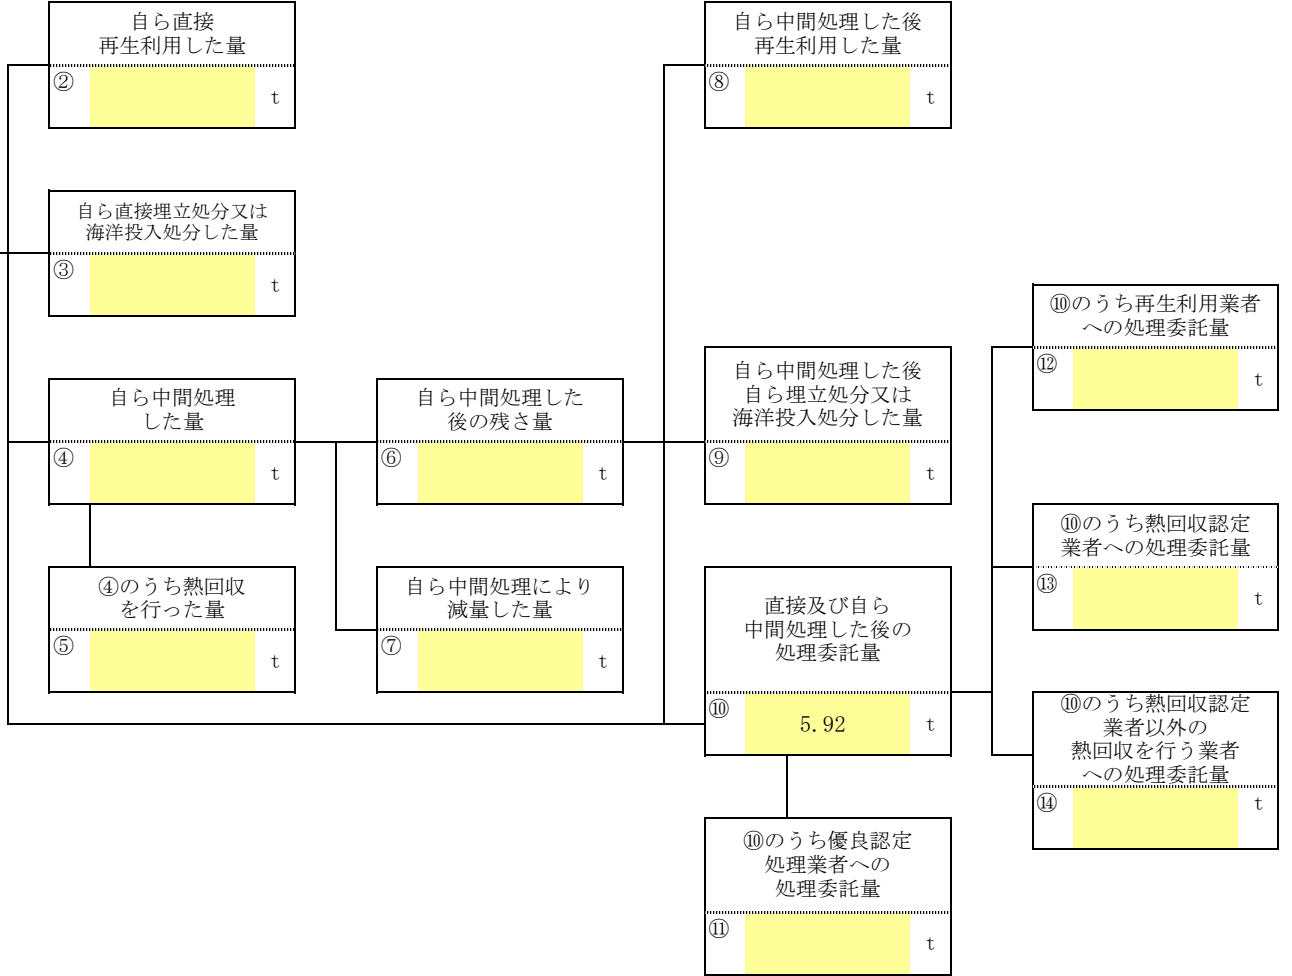 自ら直接
再生利用した量
② t
自ら直接埋立処分又は
海洋投入処分した量
③ t
自ら中間処理
した量
④ t
④のうち熱回収
を行った量
⑤ t
自ら中間処理した
後の残さ量
⑥ t
自ら中間処理により
減量した量
⑦ t
自ら中間処理した後
再生利用した量
⑧ t
自ら中間処理した後
自ら埋立処分又は
海洋投入処分した量
⑨ t
直接及び自ら
中間処理した後の
処理委託量
⑩ 5.92 t
⑩のうち優良認定
処理業者への
処理委託量
⑪ t
⑩のうち再生利用業者
への処理委託量
⑫ t
⑩のうち熱回収認定
業者への処理委託量
⑬ t
⑩のうち熱回収認定
業者以外の
熱回収を行う業者
への処理委託量
⑭ t